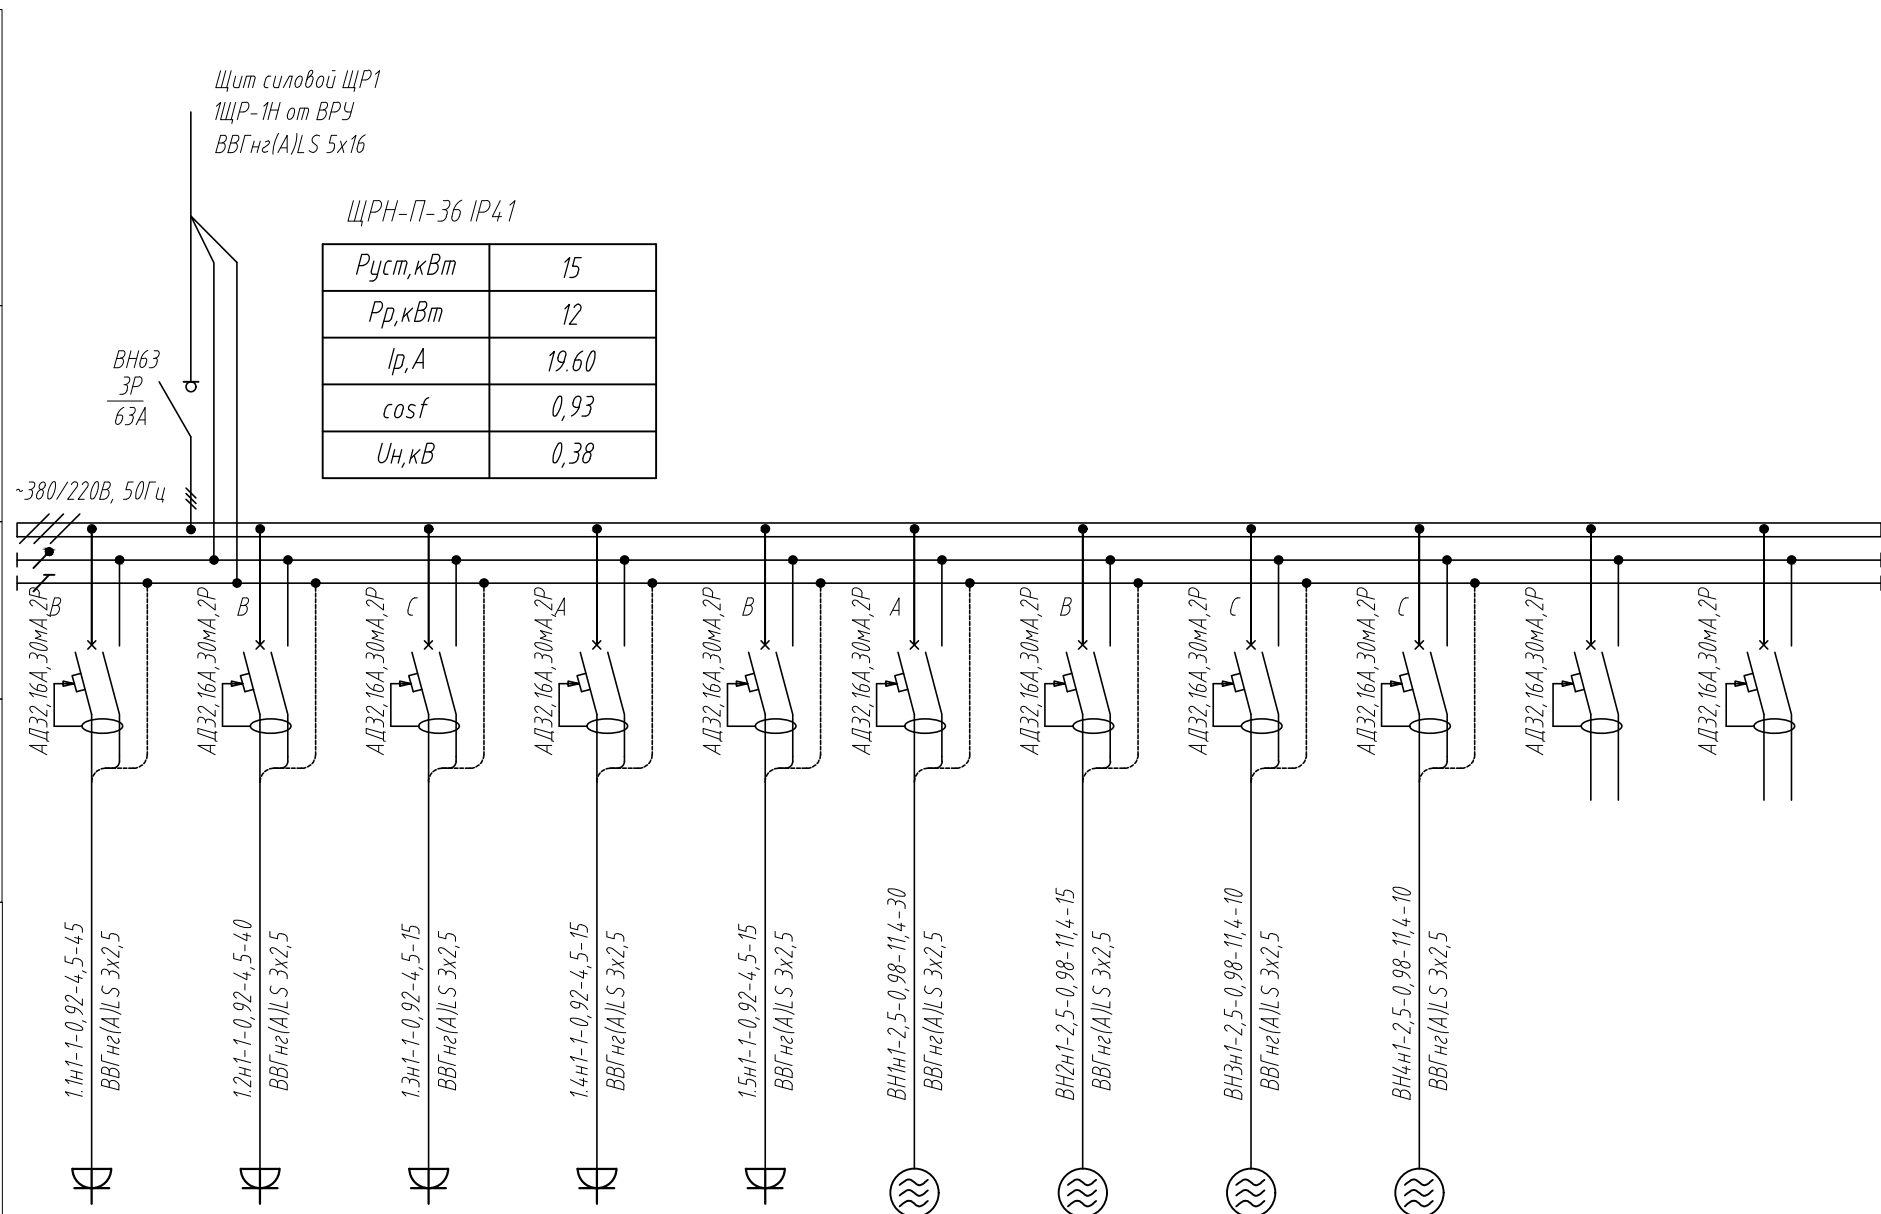 Щит силовой ЩР1
1ЩР-1Н от ВРУ
ВВГнг(А)LS 5х16
ЩРН-П-36 IP41
Pуст,кВт 15
Pр,кВт 12
Iр,А 19.60
cosf 0,93
Uн,кВ 0,38
ВН63
3Р
63А
~380/220В, 50Гц
В
В
С
А
В
А
В
С
С
АД32,16А,30мА,2Р
АД32,16А,30мА,2Р
АД32,16А,30мА,2Р
АД32,16А,30мА,2Р
АД32,16А,30мА,2Р
АД32,16А,30мА,2Р
АД32,16А,30мА,2Р
АД32,16А,30мА,2Р
АД32,16А,30мА,2Р
АД32,16А,30мА,2Р
АД32,16А,30мА,2Р
1.1н1-1-0,92-4,5-45
ВВГнг(А)LS 3х2,5
1.2н1-1-0,92-4,5-40
ВВГнг(А)LS 3х2,5
1.3н1-1-0,92-4,5-15
ВВГнг(А)LS 3х2,5
1.4н1-1-0,92-4,5-15
ВВГнг(А)LS 3х2,5
1.5н1-1-0,92-4,5-15
ВВГнг(А)LS 3х2,5
ВН1н1-2,5-0,98-11,4-30
ВВГнг(А)LS 3х2,5
ВН2н1-2,5-0,98-11,4-15
ВВГнг(А)LS 3х2,5
ВН3н1-2,5-0,98-11,4-10
ВВГнг(А)LS 3х2,5
ВН4н1-2,5-0,98-11,4-10
ВВГнг(А)LS 3х2,5